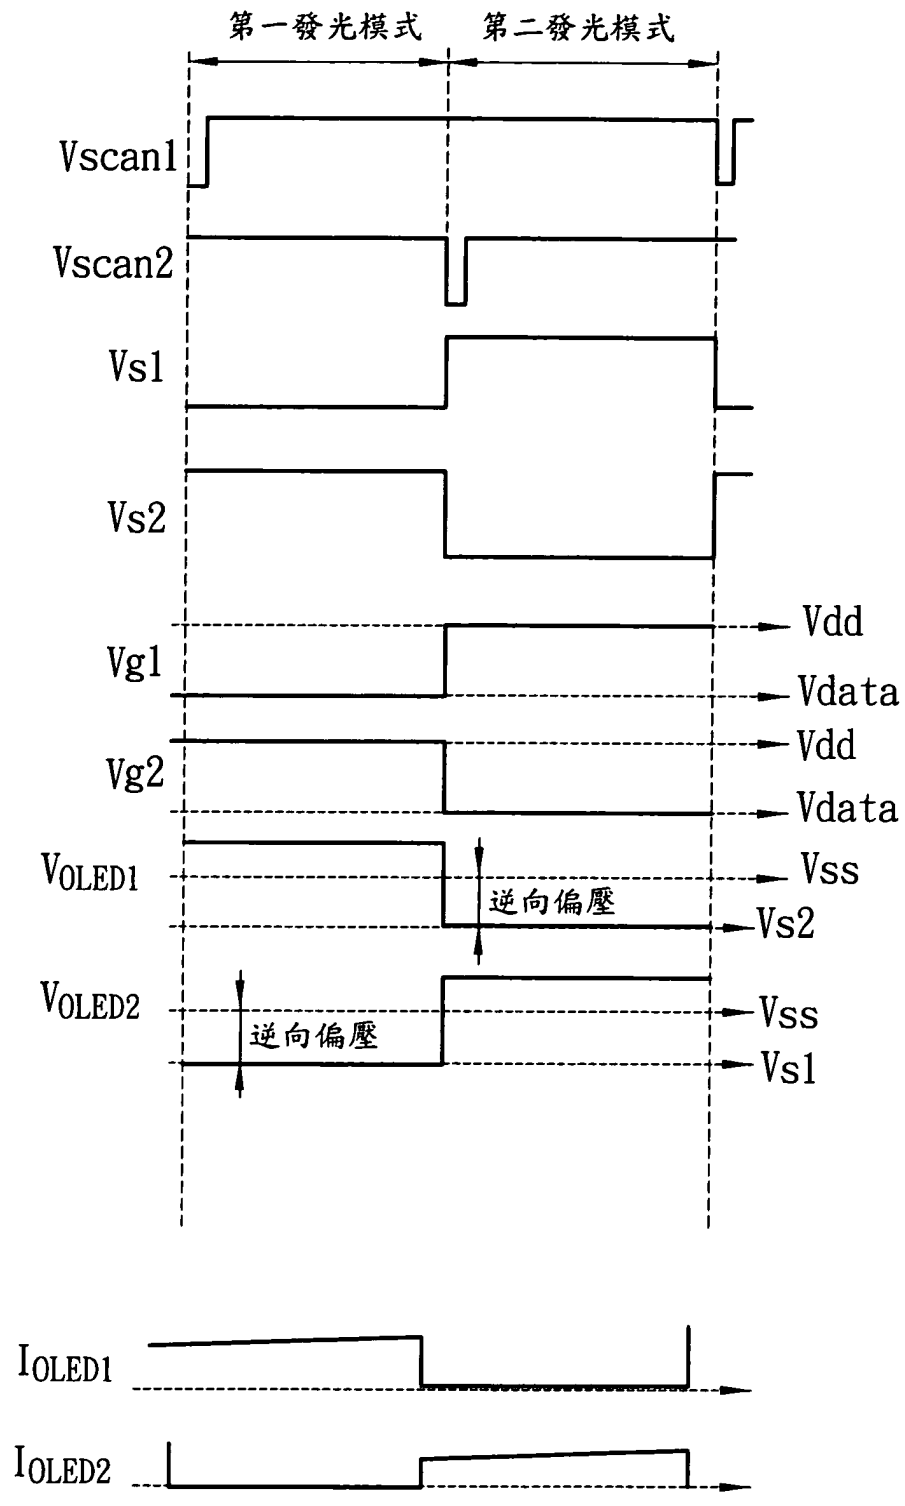 第一發光模式 第二發光模式
Vscan1
Vscan2
Vs1
Vs2
Vdd
Vg1
Vdata
Vdd
Vg2
Vdata
VOLED1
Vss
逆向偏壓
Vs2
VOLED2
Vss
逆向偏壓
Vs1
IOLED1
IOLED2